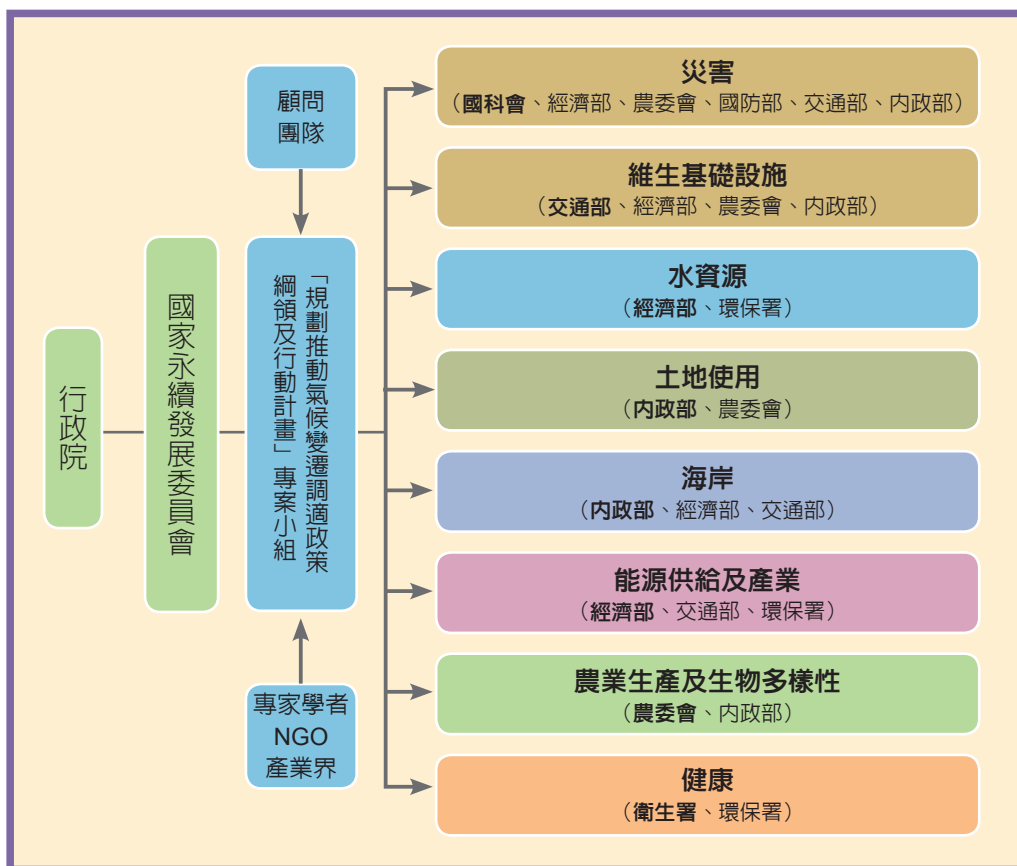 行政院
國家永續發展委員會
顧問
團隊
「規劃推動氣候變遷調適政策
綱領及行動計畫」專案小組
專家學者
NGO
產業界
災害
（國科會、經濟部、農委會、國防部、交通部、內政部）
維生基礎設施
（交通部、經濟部、農委會、內政部）
水資源
（經濟部、環保署）
土地使用
（內政部、農委會）
海岸
（內政部、經濟部、交通部）
能源供給及產業
（經濟部、交通部、環保署）
農業生產及生物多樣性
（農委會、內政部）
健康
（衛生署、環保署）